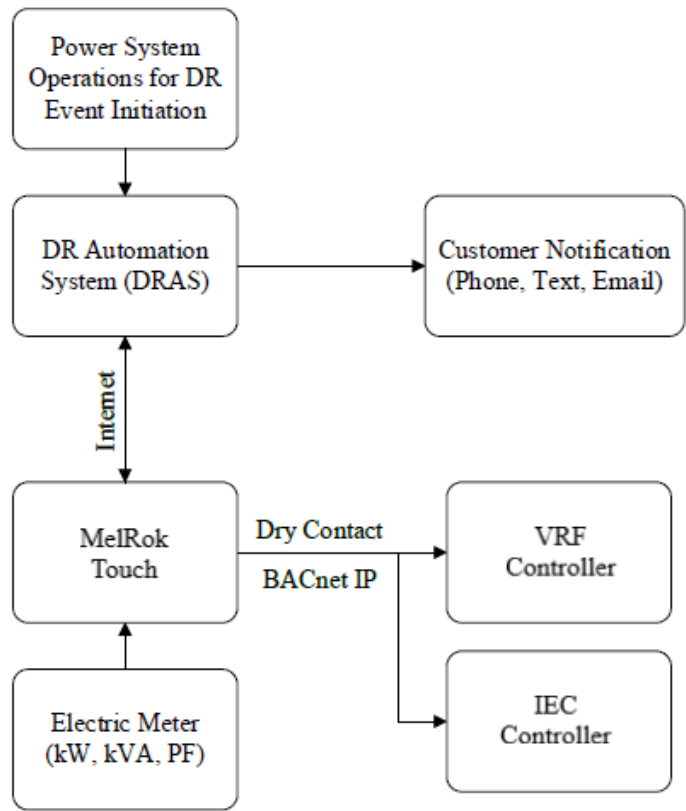 Power System
Operations for DR
Event Initiation
DR Automation
System (DRAS)
Customer Notification
(Phone, Text, Email)
Internet
MelRok
Touch
Dry Contact
BACnet IP
VRF
Controller
Electric Meter
(kW, kVA, PF)
IEC
Controller